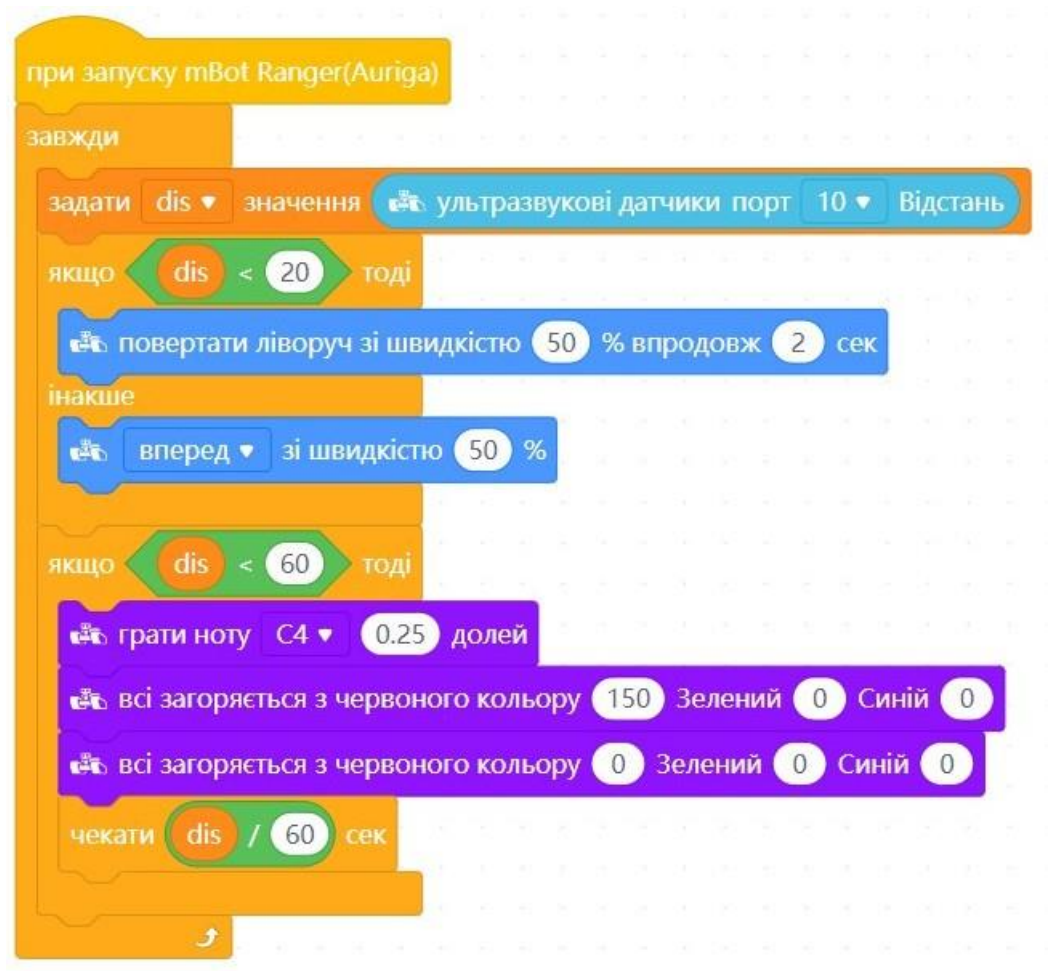 при запуску mBot Ranger(Auriga)
завжди
задати dis значення ультразвукові датчики порт 10 Відстань
якщо dis < 20 тоді
повертати ліворуч зі швидкістю 50 % впродовж 2 сек
інакше
вперед зі швидкістю 50 %
якщо dis < 60 тоді
грати ноту C4 0.25 долей
всі загоряється з червоного кольору 150 Зелений 0 Синій 0
всі загоряється з червоного кольору 0 Зелений 0 Синій 0
чекати dis / 60 сек